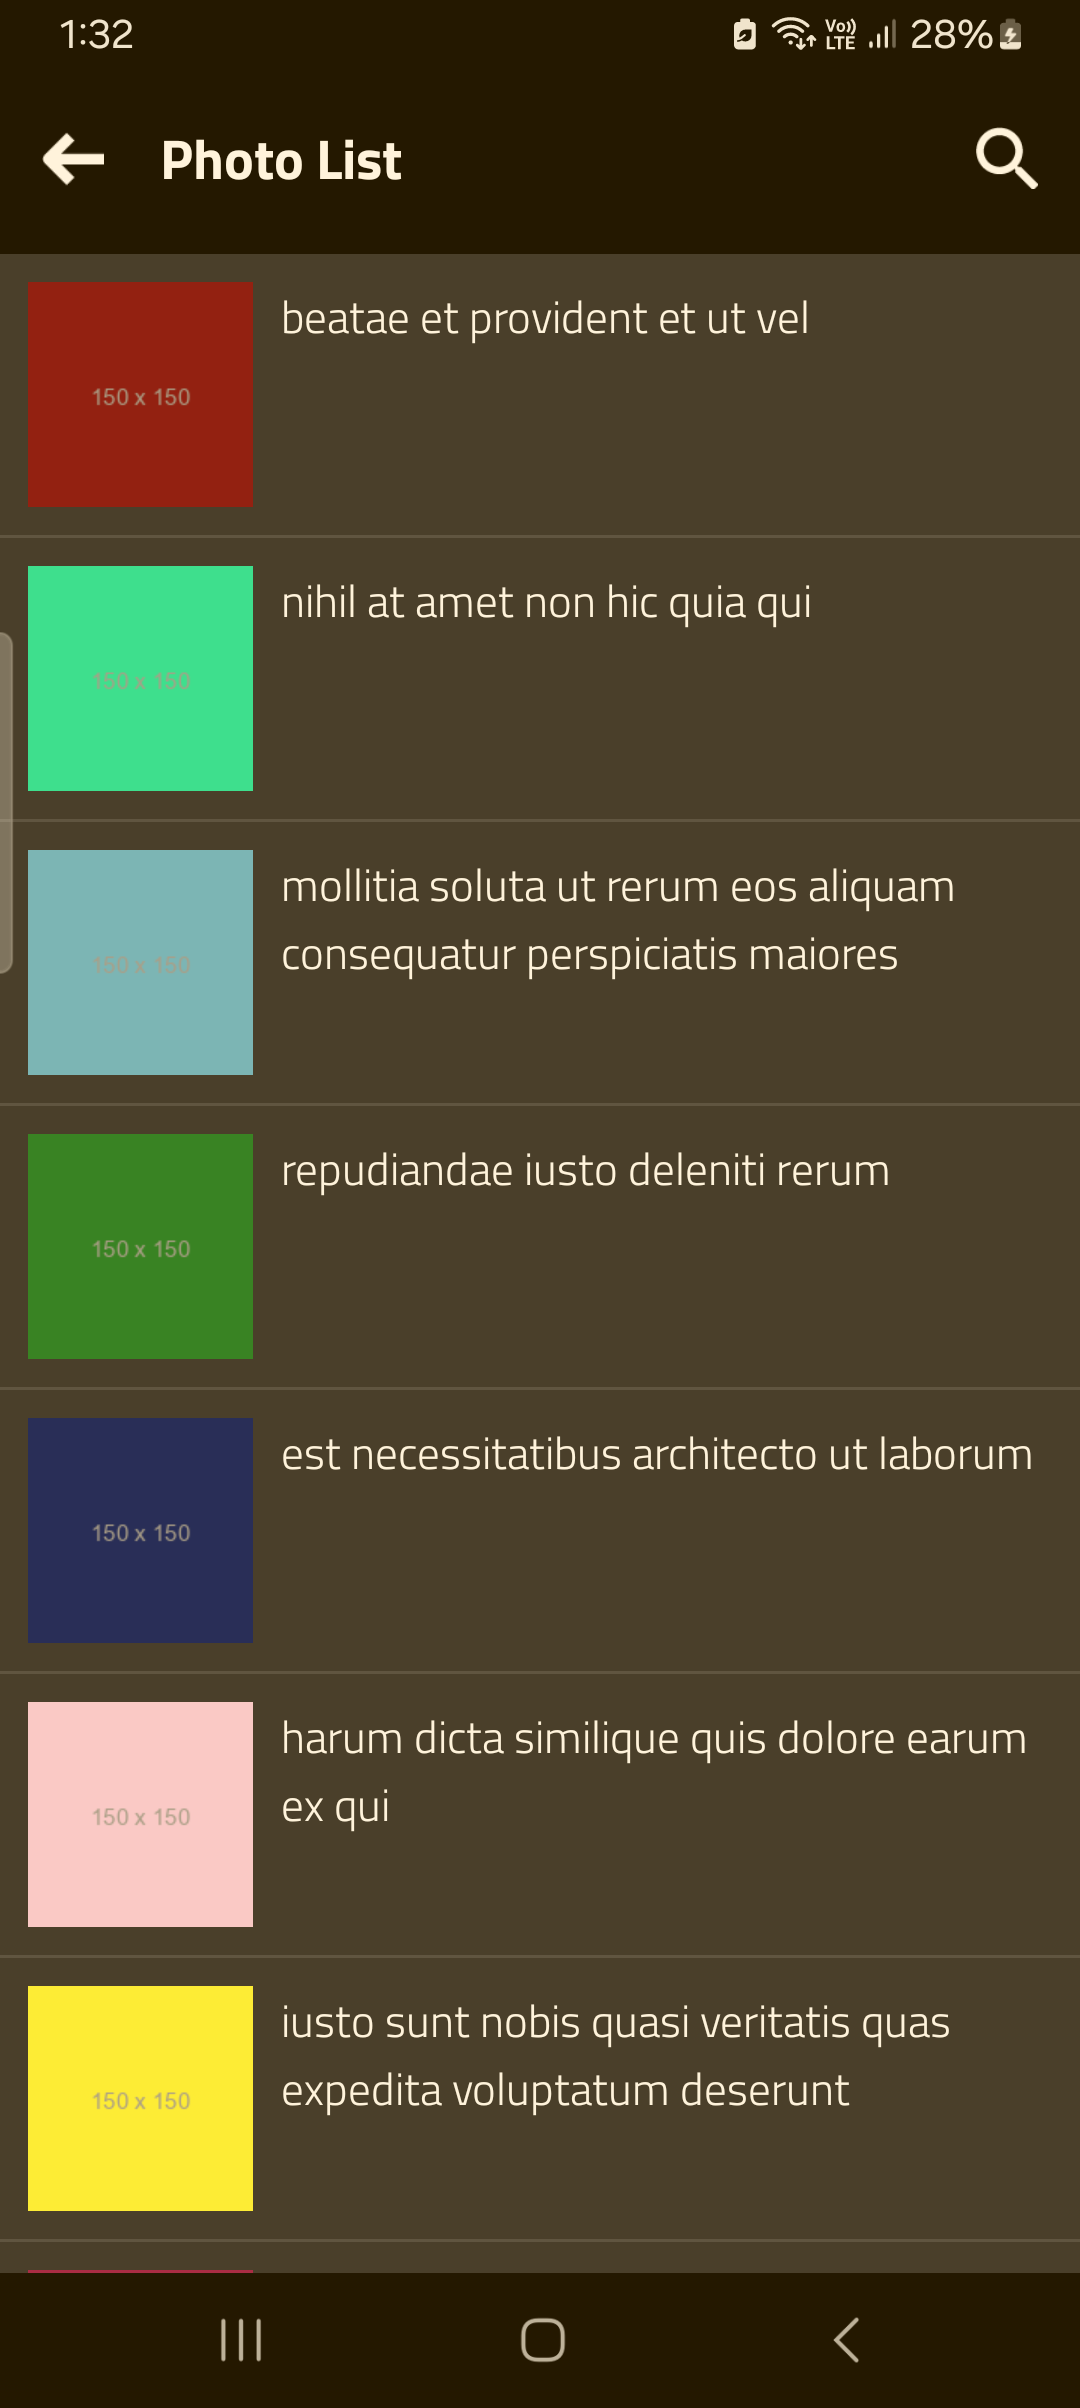 1:32
Vo)) LTE 28%
Photo List
beatae et provident et ut vel
150 x 150
nihil at amet non hic quia qui
150 x 150
mollitia soluta ut rerum eos aliquam
consequatur perspiciatis maiores
150 x 150
repudiandae iusto deleniti rerum
150 x 150
est necessitatibus architecto ut laborum
150 x 150
harum dicta similique quis dolore earum
ex qui
150 x 150
iusto sunt nobis quasi veritatis quas
expedita voluptatum deserunt
150 x 150